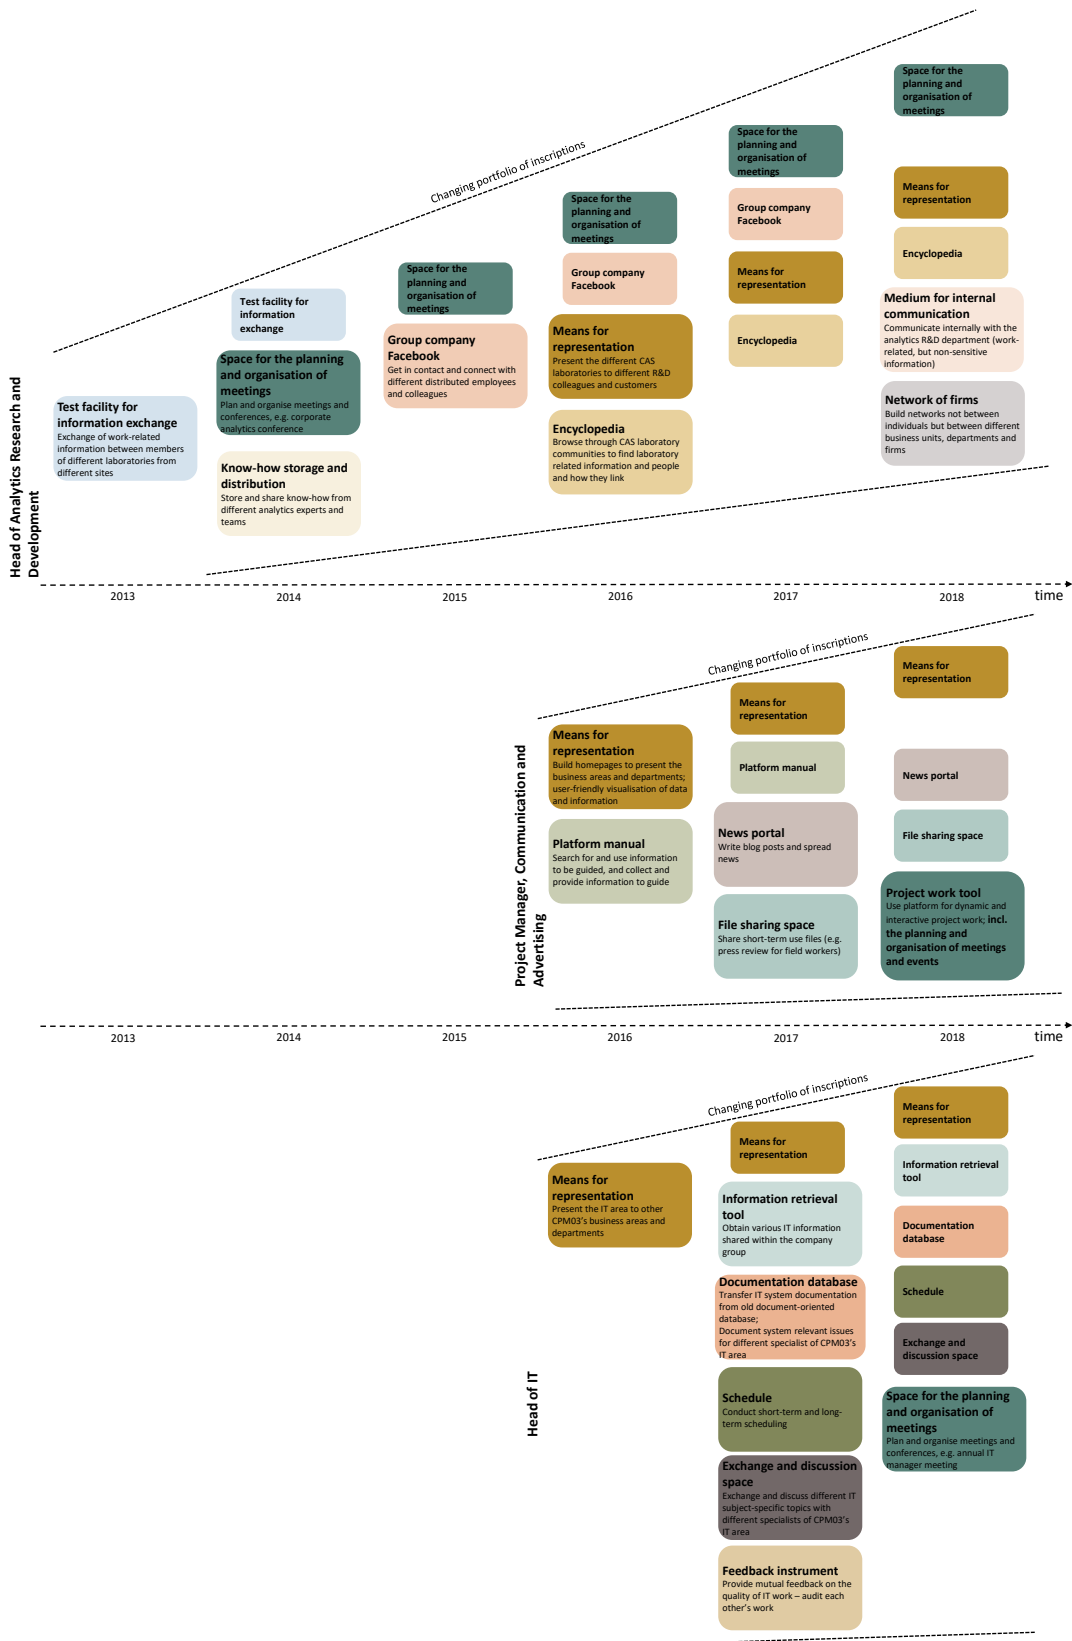 Changing portfolio of inscriptions
Head of Analytics Research and
Development
Test facility for
information exchange
Exchange of work-related
information between members
of different laboratories from
different sites
Test facility for
information
exchange
Space for the planning
and organisation of
meetings
Plan and organise meetings and
conferences, e.g. corporate
analytics conference
Know-how storage and
distribution
Store and share know-how from
different analytics experts and
teams
Space for the
planning and
organisation of
meetings
Group company
Facebook
Get in contact and connect with
different distributed employees
and colleagues
Space for the
planning and
organisation of
meetings
Group company
Facebook
Means for
representation
Present the different CAS
laboratories to different R&D
colleagues and customers
Encyclopedia
Browse through CAS laboratory
communities to find laboratory
related information and people
and how they link
Space for the
planning and
organisation of
meetings
Group company
Facebook
Means for
representation
Encyclopedia
Space for the
planning and
organisation of
meetings
Means for
representation
Encyclopedia
Medium for internal
communication
Communicate internally with the
analytics R&D department (work-
related, but non-sensitive
information)
Network of firms
Build networks not between
individuals but between different
business units, departments and
firms
2013 2014 2015 2016 2017 2018 time
Changing portfolio of inscriptions
Project Manager, Communication and
Advertising
Means for
representation
Build homepages to present the
business areas and departments;
user-friendly visualisation of data
and information
Platform manual
Search for and use information
to be guided, and collect and
provide information to guide
Means for
representation
Platform manual
News portal
Write blog posts and spread
news
File sharing space
Share short-term use files (e.g.
press review for field workers)
Means for
representation
News portal
File sharing space
Project work tool
Use platform for dynamic and
interactive project work; incl.
the planning and
organisation of meetings
and events
2013 2014 2015 2016 2017 2018 time
Changing portfolio of inscriptions
Head of IT
Means for
representation
Present the IT area to other
CPM03's business areas and
departments
Means for
representation
Information retrieval
tool
Obtain various IT information
shared within the company
group
Documentation database
Transfer IT system documentation
from old document-oriented
database;
Document system relevant issues
for different specialist of CPM03's
IT area
Schedule
Conduct short-term and long-
term scheduling
Exchange and discussion
space
Exchange and discuss different IT
subject-specific topics with
different specialists of CPM03's
IT area
Feedback instrument
Provide mutual feedback on the
quality of IT work – audit each
other's work
Means for
representation
Information retrieval
tool
Documentation
database
Schedule
Exchange and
discussion space
Space for the planning
and organisation of
meetings
Plan and organise meetings and
conferences, e.g. annual IT
manager meeting